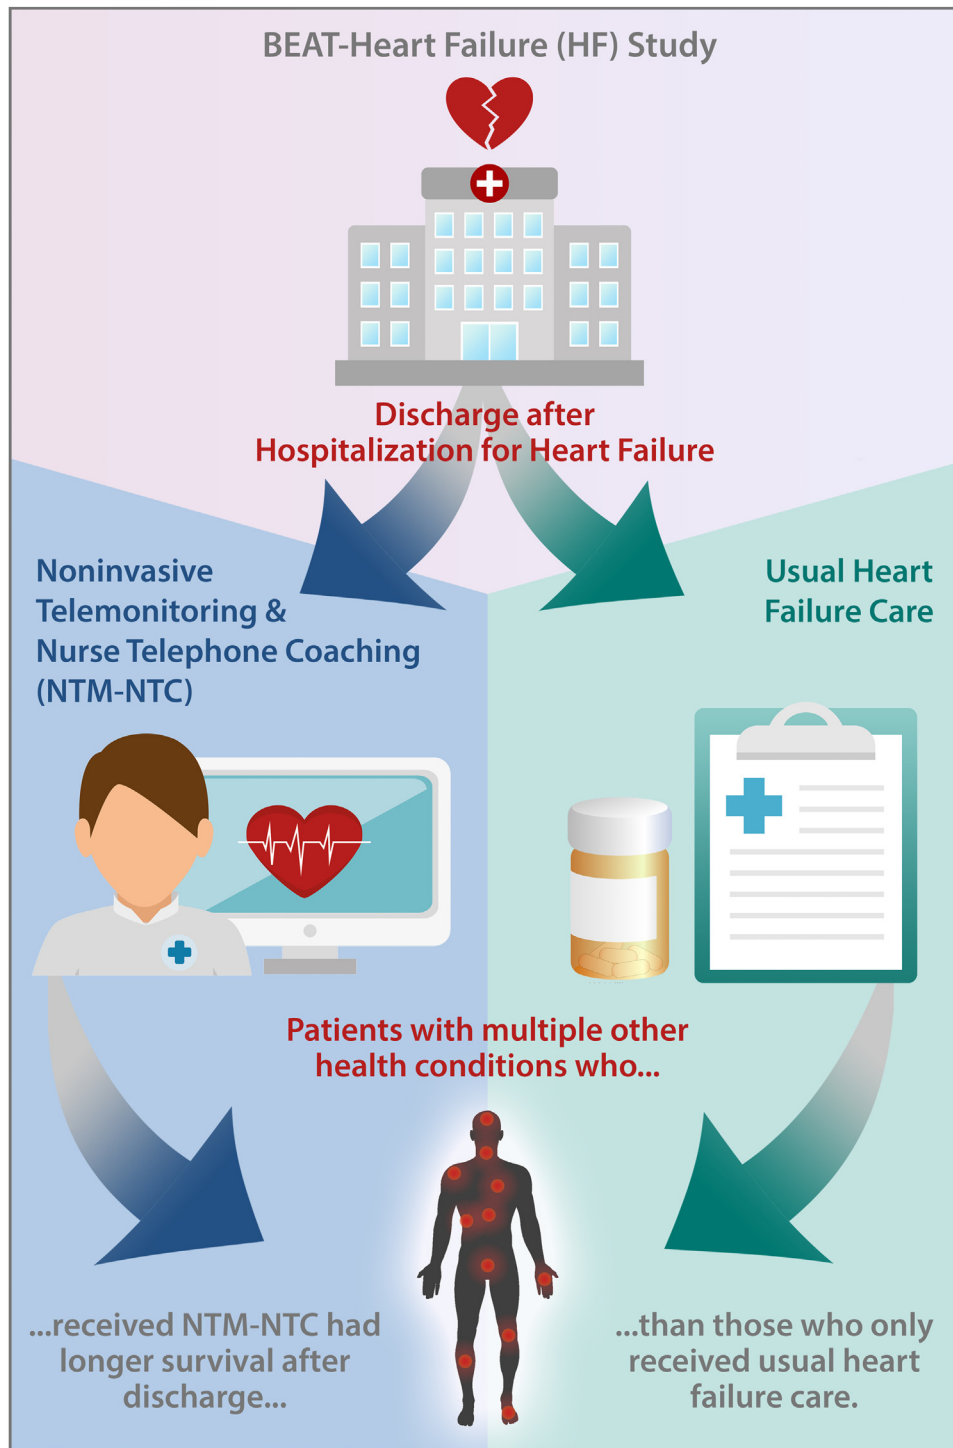 BEAT-Heart Failure (HF) Study
Discharge after
Hospitalization for Heart Failure
Noninvasive
Telemonitoring &
Nurse Telephone Coaching
(NTM-NTC)
Usual Heart
Failure Care
Patients with multiple other
health conditions who...
...received NTM-NTC had
longer survival after
discharge...
...than those who only
received usual heart
failure care.